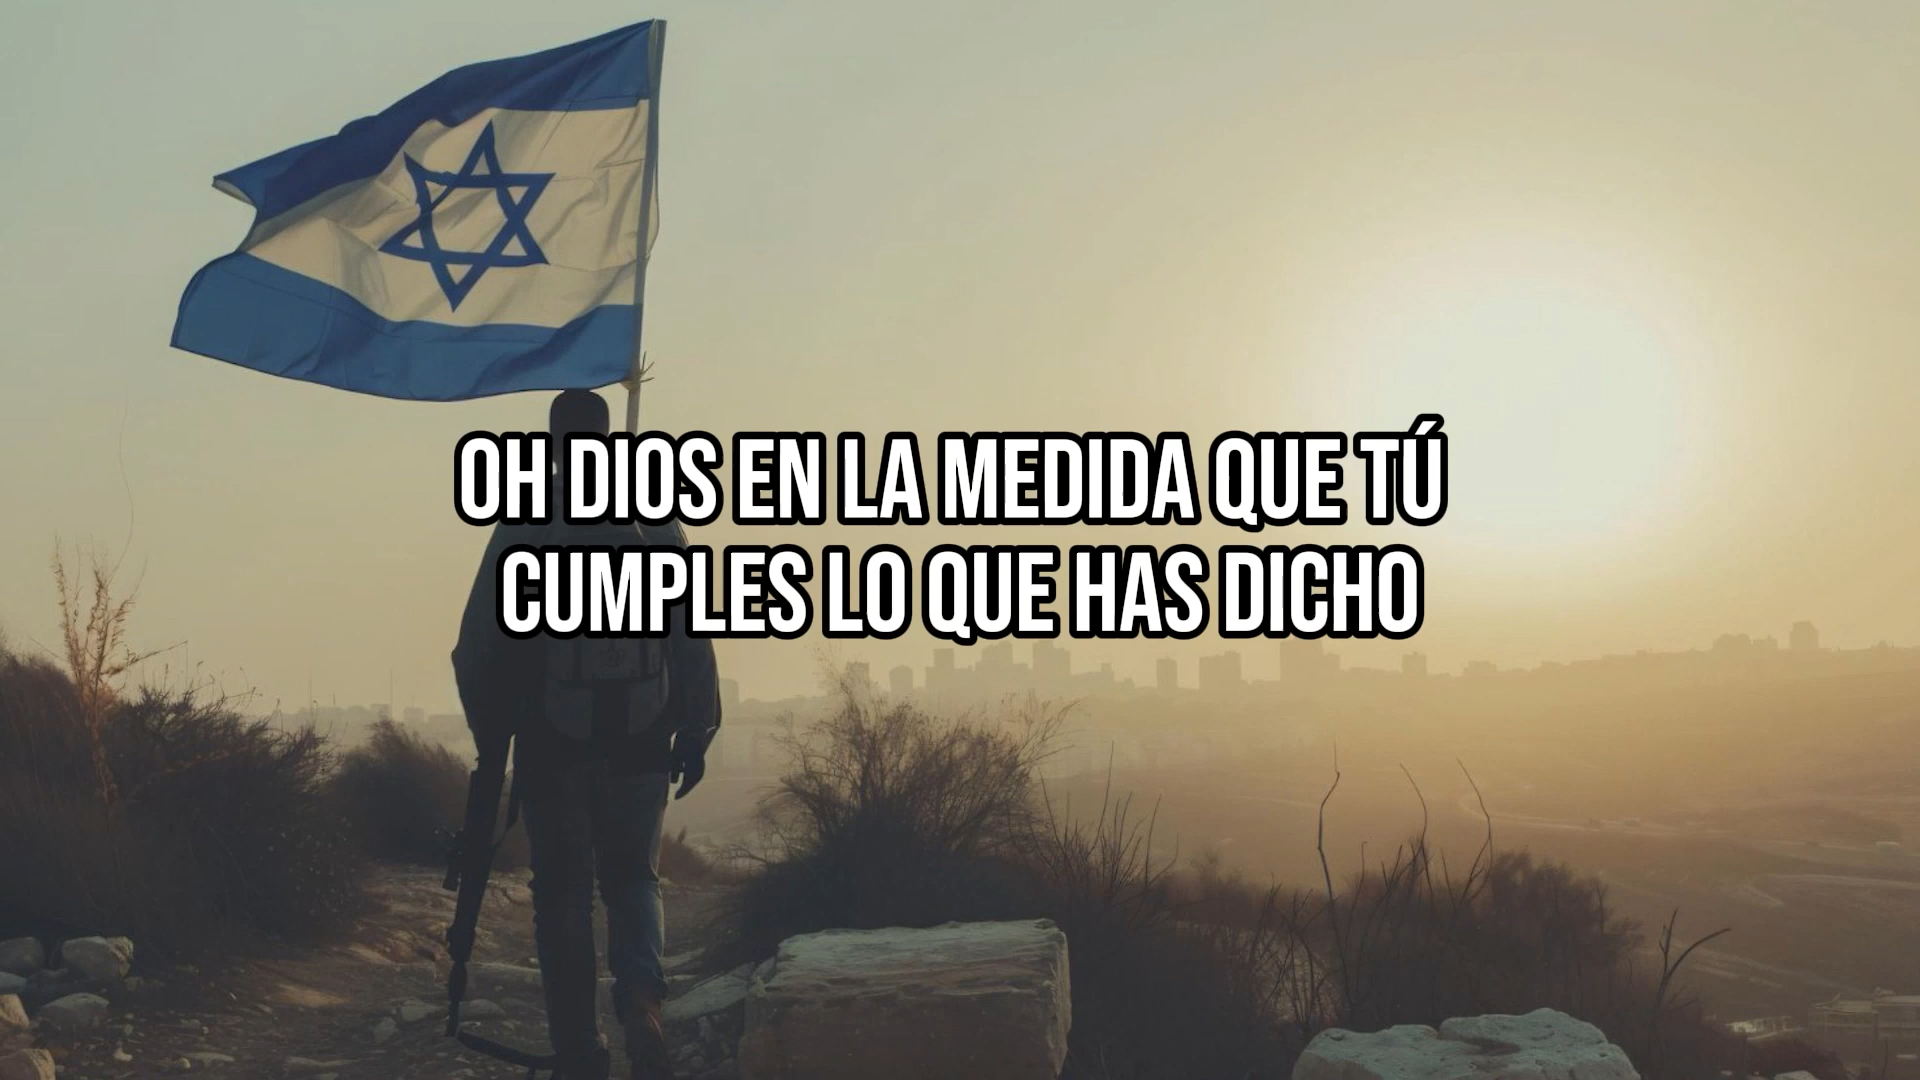 OH DIOS EN LA MEDIDA QUE TÚ
CUMPLES LO QUE HAS DICHO